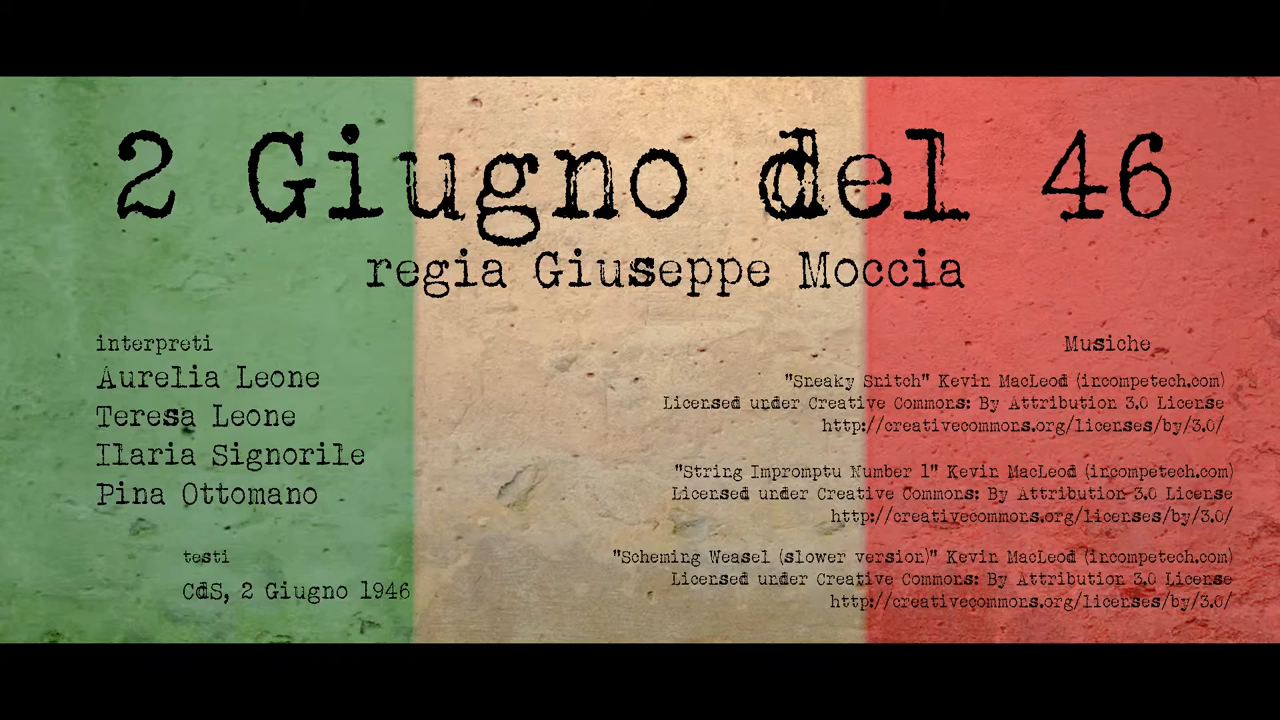 2 Giugno del 46
regia Giuseppe Moccia
interpreti
Aurelia Leone
Teresa Leone
Ilaria Signorile
Pina Ottomano
testi
CdS, 2 Giugno 1946
Musiche
"Sneaky Snitch" Kevin MacLeod (incompetech.com)
Licensed under Creative Commons: By Attribution 3.0 License
http://creativecommons.org/licenses/by/3.0/
"String Impromptu Number 1" Kevin MacLeod (incompetech.com)
Licensed under Creative Commons: By Attribution 3.0 License
http://creativecommons.org/licenses/by/3.0/
"Scheming Weasel (slower version)" Kevin MacLeod (incompetech.com)
Licensed under Creative Commons: By Attribution 3.0 License
http://creativecommons.org/licenses/by/3.0/